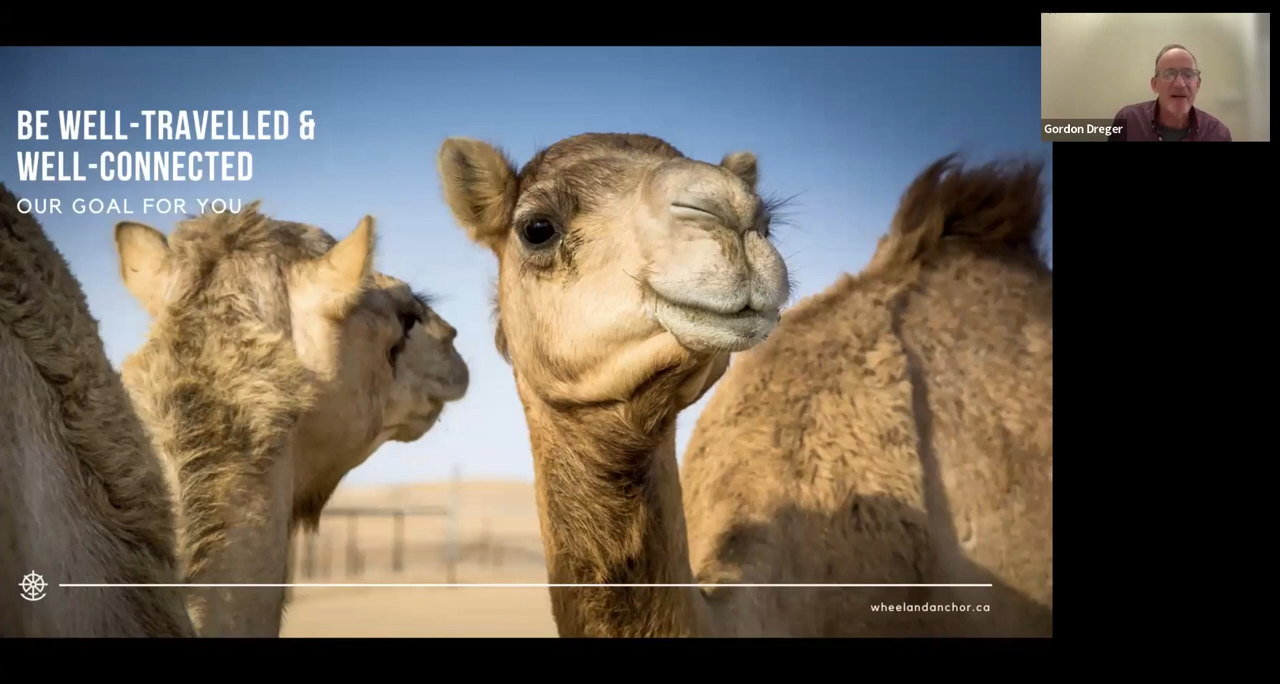 BE WELL-TRAVELLED &
WELL-CONNECTED
OUR GOAL FOR YOU
Gordon Dreger
wheelandanchor.ca